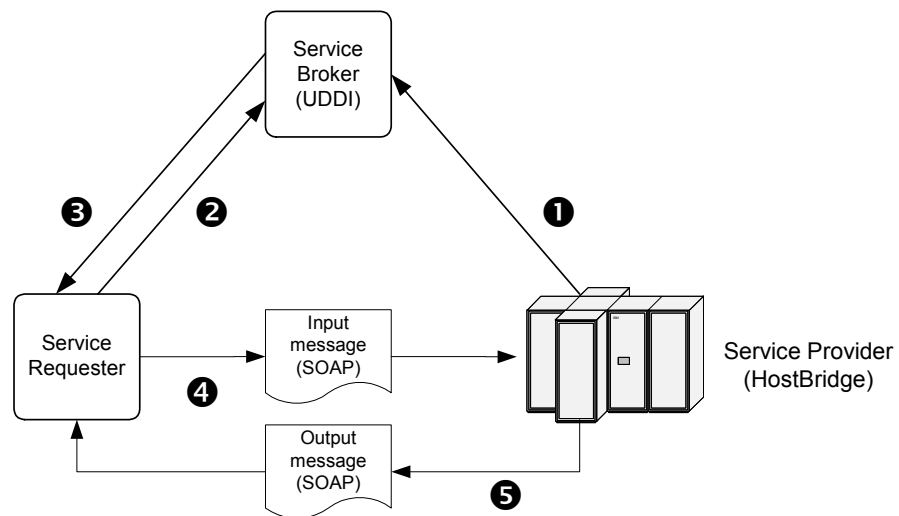 Service
Broker
(UDDI)
❸
❷
❶
Service
Requester
Input
message
(SOAP)
Service Provider
(HostBridge)
❹
Output
message
(SOAP)
❺